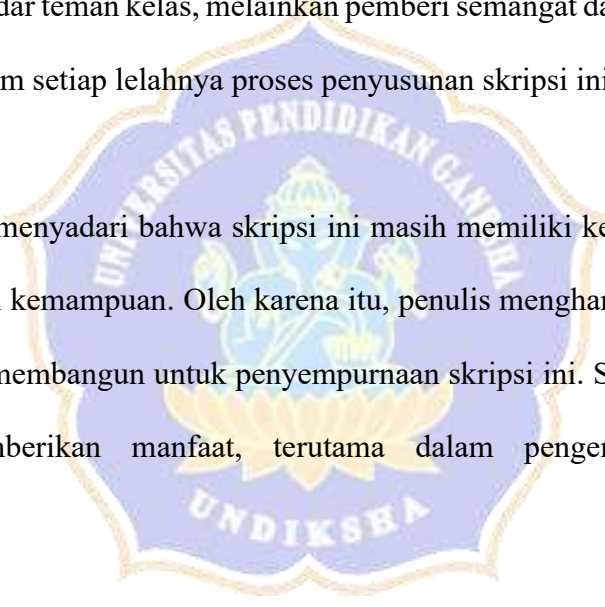 dar teman kelas, melainkan pemberi semangat da
m setiap lelahnya proses penyusunan skripsi ini
UNIVERSITAS PENDIDIKAN GANESHA
menyadari bahwa skripsi ini masih memiliki ke
kemampuan. Oleh karena itu, penulis menghar
membangun untuk penyempurnaan skripsi ini. S
berikan manfaat, terutama dalam penger
UNDIKSHA